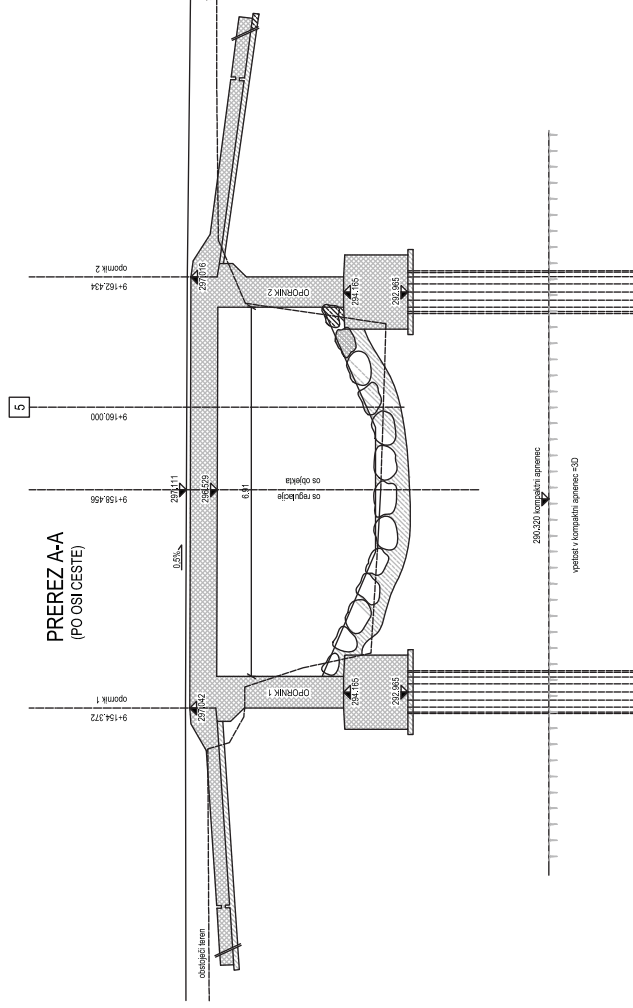 PREREZ A-A
(PO OSI CESTE)
5
opornik 1
9+154.372
9+158.456
9+160.000
opornik 2
9+162.434
0.5%
297.111
296.529
297.042
297.016
6.91
os regulacije
os objekta
obstoječi teren
OPORNIK 1
OPORNIK 2
294.165
294.165
292.965
292.965
290.320 kompaktni apnenec
vpetost v kompaktni apnenec =3D